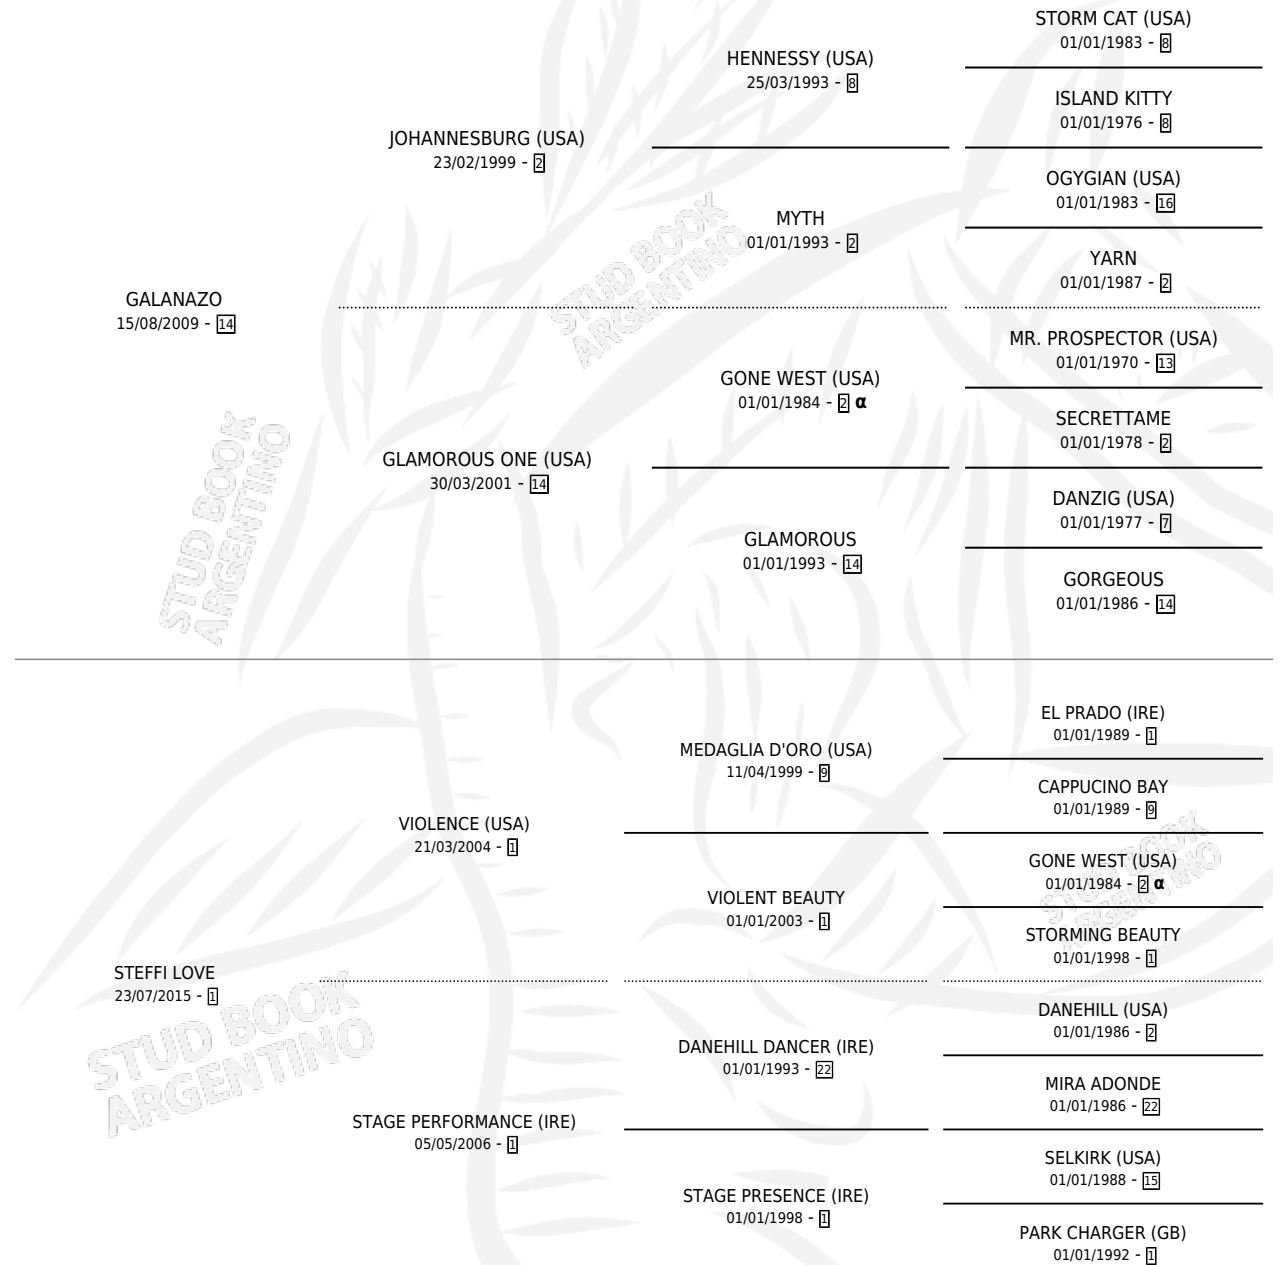 STORM CAT (USA)
01/01/1983 - 8
HENNESSY (USA)
25/03/1993 - 8
ISLAND KITTY
01/01/1976 - 8
JOHANNESBURG (USA)
23/02/1999 - 2
OGYGIAN (USA)
01/01/1983 - 16
MYTH
01/01/1993 - 2
YARN
01/01/1987 - 2
GALANAZO
15/08/2009 - 14
MR. PROSPECTOR (USA)
01/01/1970 - 13
GONE WEST (USA)
01/01/1984 - 2 α
SECRETTAME
01/01/1978 - 2
GLAMOROUS ONE (USA)
30/03/2001 - 14
DANZIG (USA)
01/01/1977 - 7
GLAMOROUS
01/01/1993 - 14
GORGEOUS
01/01/1986 - 14
EL PRADO (IRE)
01/01/1989 - 1
MEDAGLIA D'ORO (USA)
11/04/1999 - 9
CAPPUCINO BAY
01/01/1989 - 9
VIOLENCE (USA)
21/03/2004 - 1
GONE WEST (USA)
01/01/1984 - 2 α
VIOLENT BEAUTY
01/01/2003 - 1
STORMING BEAUTY
01/01/1998 - 1
STEFFI LOVE
23/07/2015 - 1
DANEHILL (USA)
01/01/1986 - 2
DANEHILL DANCER (IRE)
01/01/1993 - 22
MIRA ADONDE
01/01/1986 - 22
STAGE PERFORMANCE (IRE)
05/05/2006 - 1
SELKIRK (USA)
01/01/1988 - 15
STAGE PRESENCE (IRE)
01/01/1998 - 1
PARK CHARGER (GB)
01/01/1992 - 1
STUD BOOK
ARGENTINO
STUD BOOK
ARGENTINO
STUD BOOK
ARGENTINO
STUD BOOK
ARGENTINO